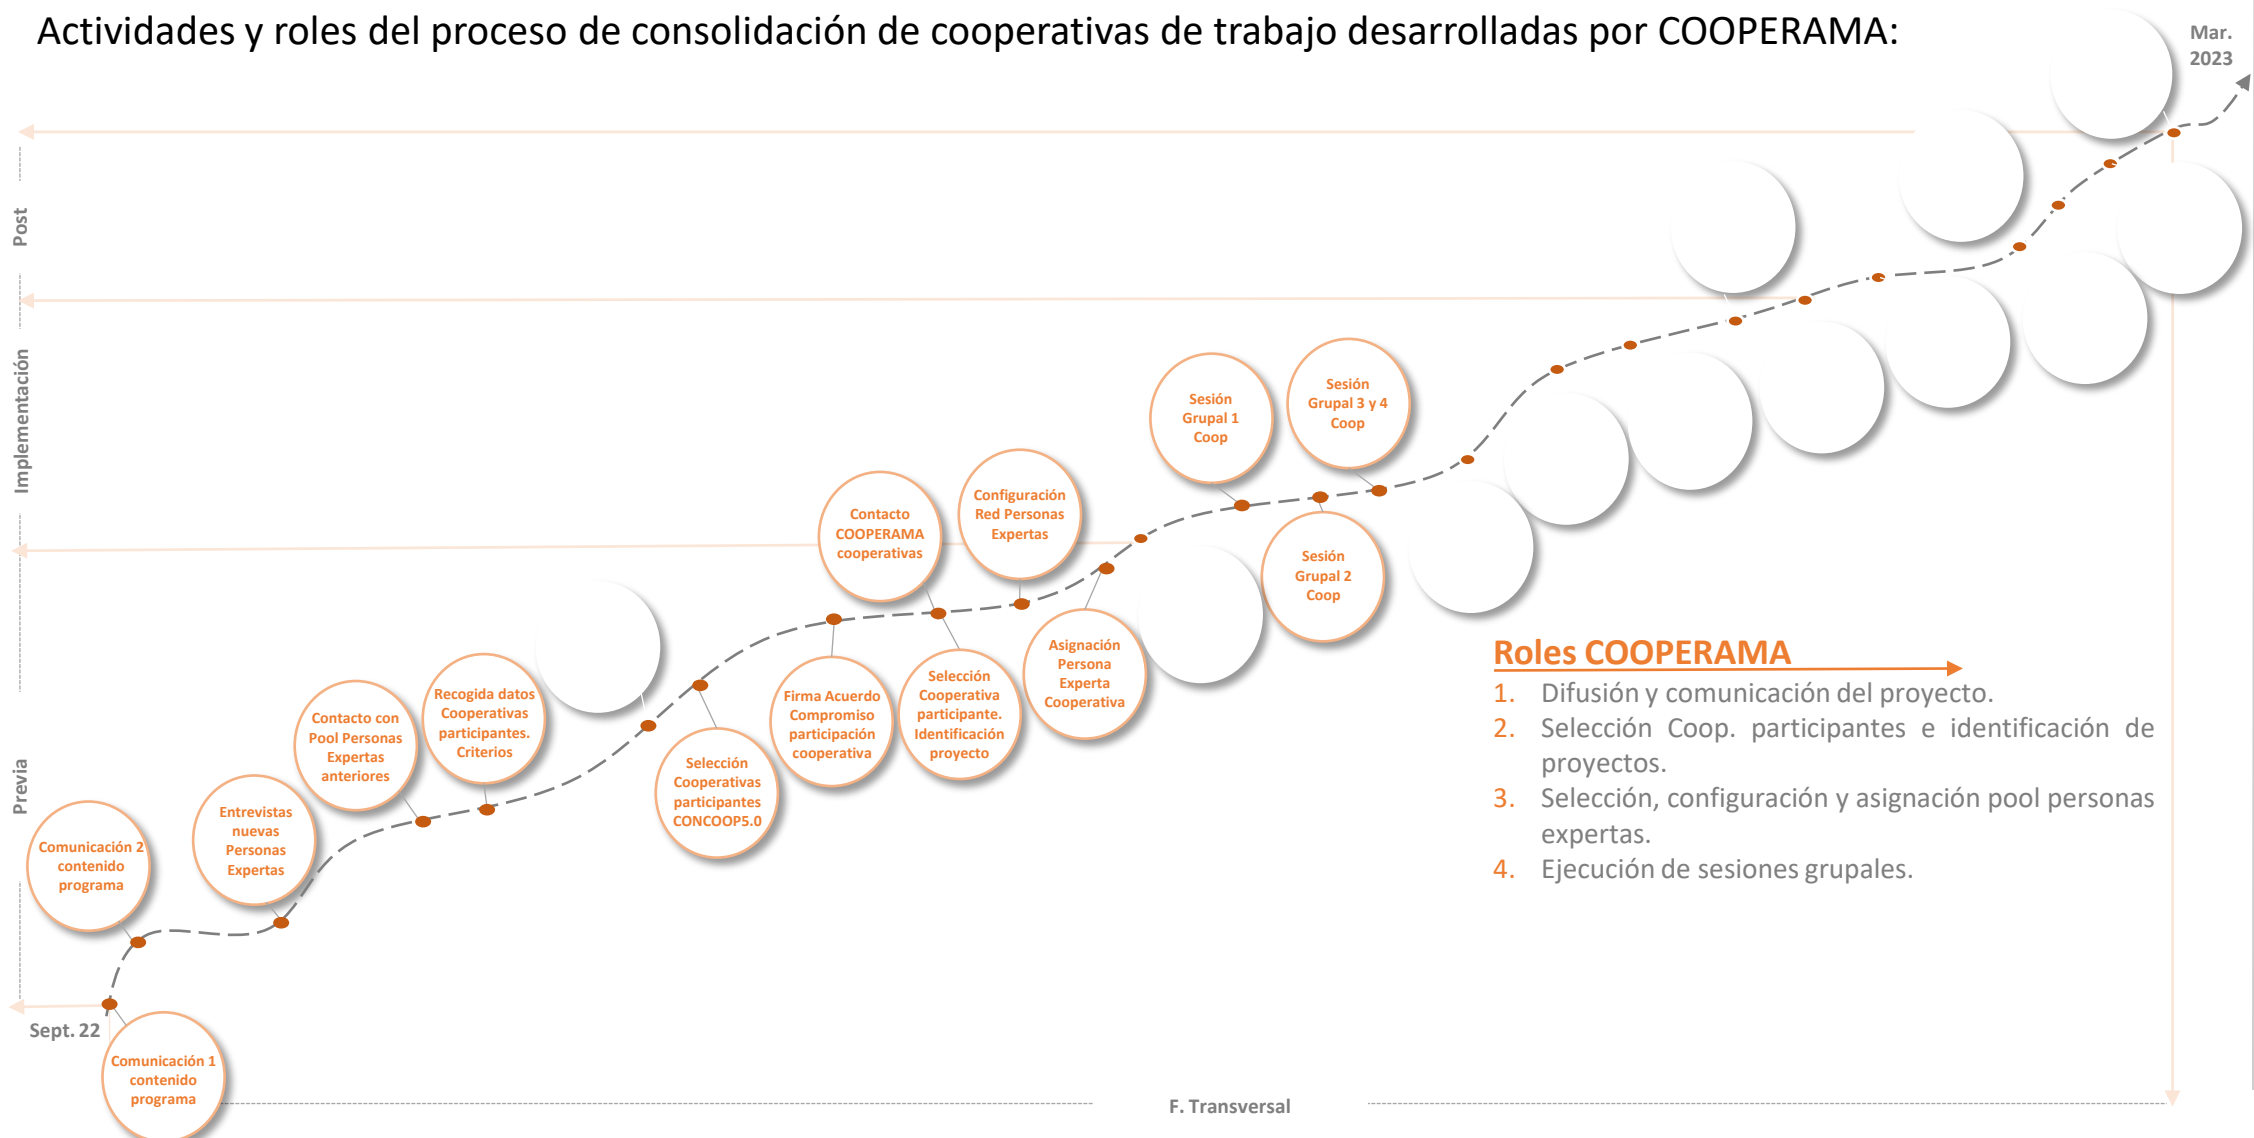 Actividades y roles del proceso de consolidación de cooperativas de trabajo desarrolladas por COOPERAMA:
Mar.
2023
Post
Implementación
Previa
Sept. 22
Comunicación 1
contenido
programa
Comunicación 2
contenido
programa
Entrevistas
nuevas
Personas
Expertas
Contacto con
Pool Personas
Expertas
anteriores
Recogida datos
Cooperativas
participantes.
Criterios
Selección
Cooperativas
participantes
CONCOOP5.0
Firma Acuerdo
Compromiso
participación
cooperativa
Contacto
COOPERAMA
cooperativas
Selección
Cooperativa
participante.
Identificación
proyecto
Configuración
Red Personas
Expertas
Asignación
Persona
Experta
Cooperativa
Sesión
Grupal 1
Coop
Sesión
Grupal 2
Coop
Sesión
Grupal 3 y 4
Coop
Roles COOPERAMA
1. Difusión y comunicación del proyecto.
2. Selección Coop. participantes e identificación de
proyectos.
3. Selección, configuración y asignación pool personas
expertas.
4. Ejecución de sesiones grupales.
F. Transversal